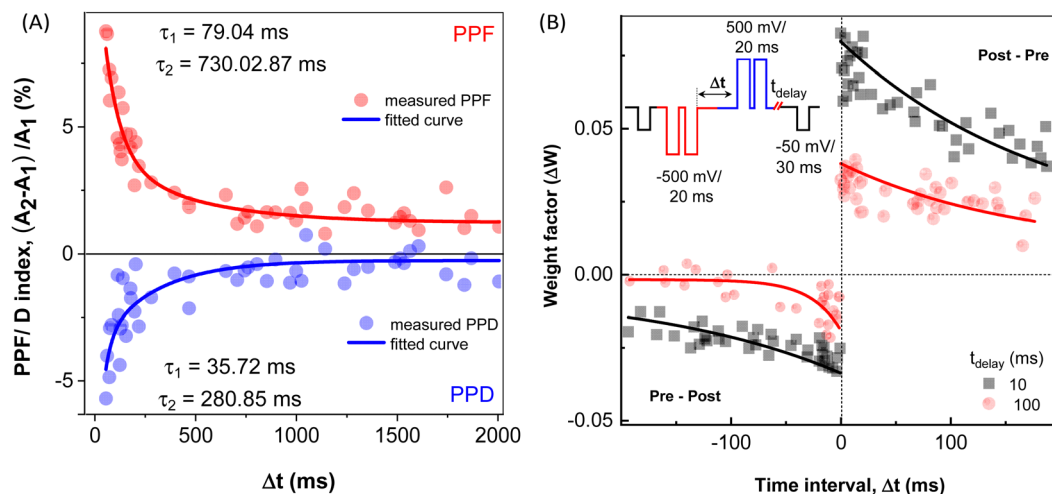 (A)
τ1 = 79.04 ms
τ2 = 730.02.87 ms
PPF
measured PPF
fitted curve
measured PPD
fitted curve
τ1 = 35.72 ms
τ2 = 280.85 ms
PPD
PPF/ D index, (A2-A1) /A1 (%)
5
0
-5
0
500
1000
1500
2000
Δt (ms)
(B)
500 mV/
20 ms
Post - Pre
Δt
tdelay
-50 mV/
30 ms
-500 mV/
20 ms
Weight factor (ΔW)
0.05
0.00
-0.05
Pre - Post
tdelay (ms)
10
100
-100
0
100
Time interval, Δt (ms)